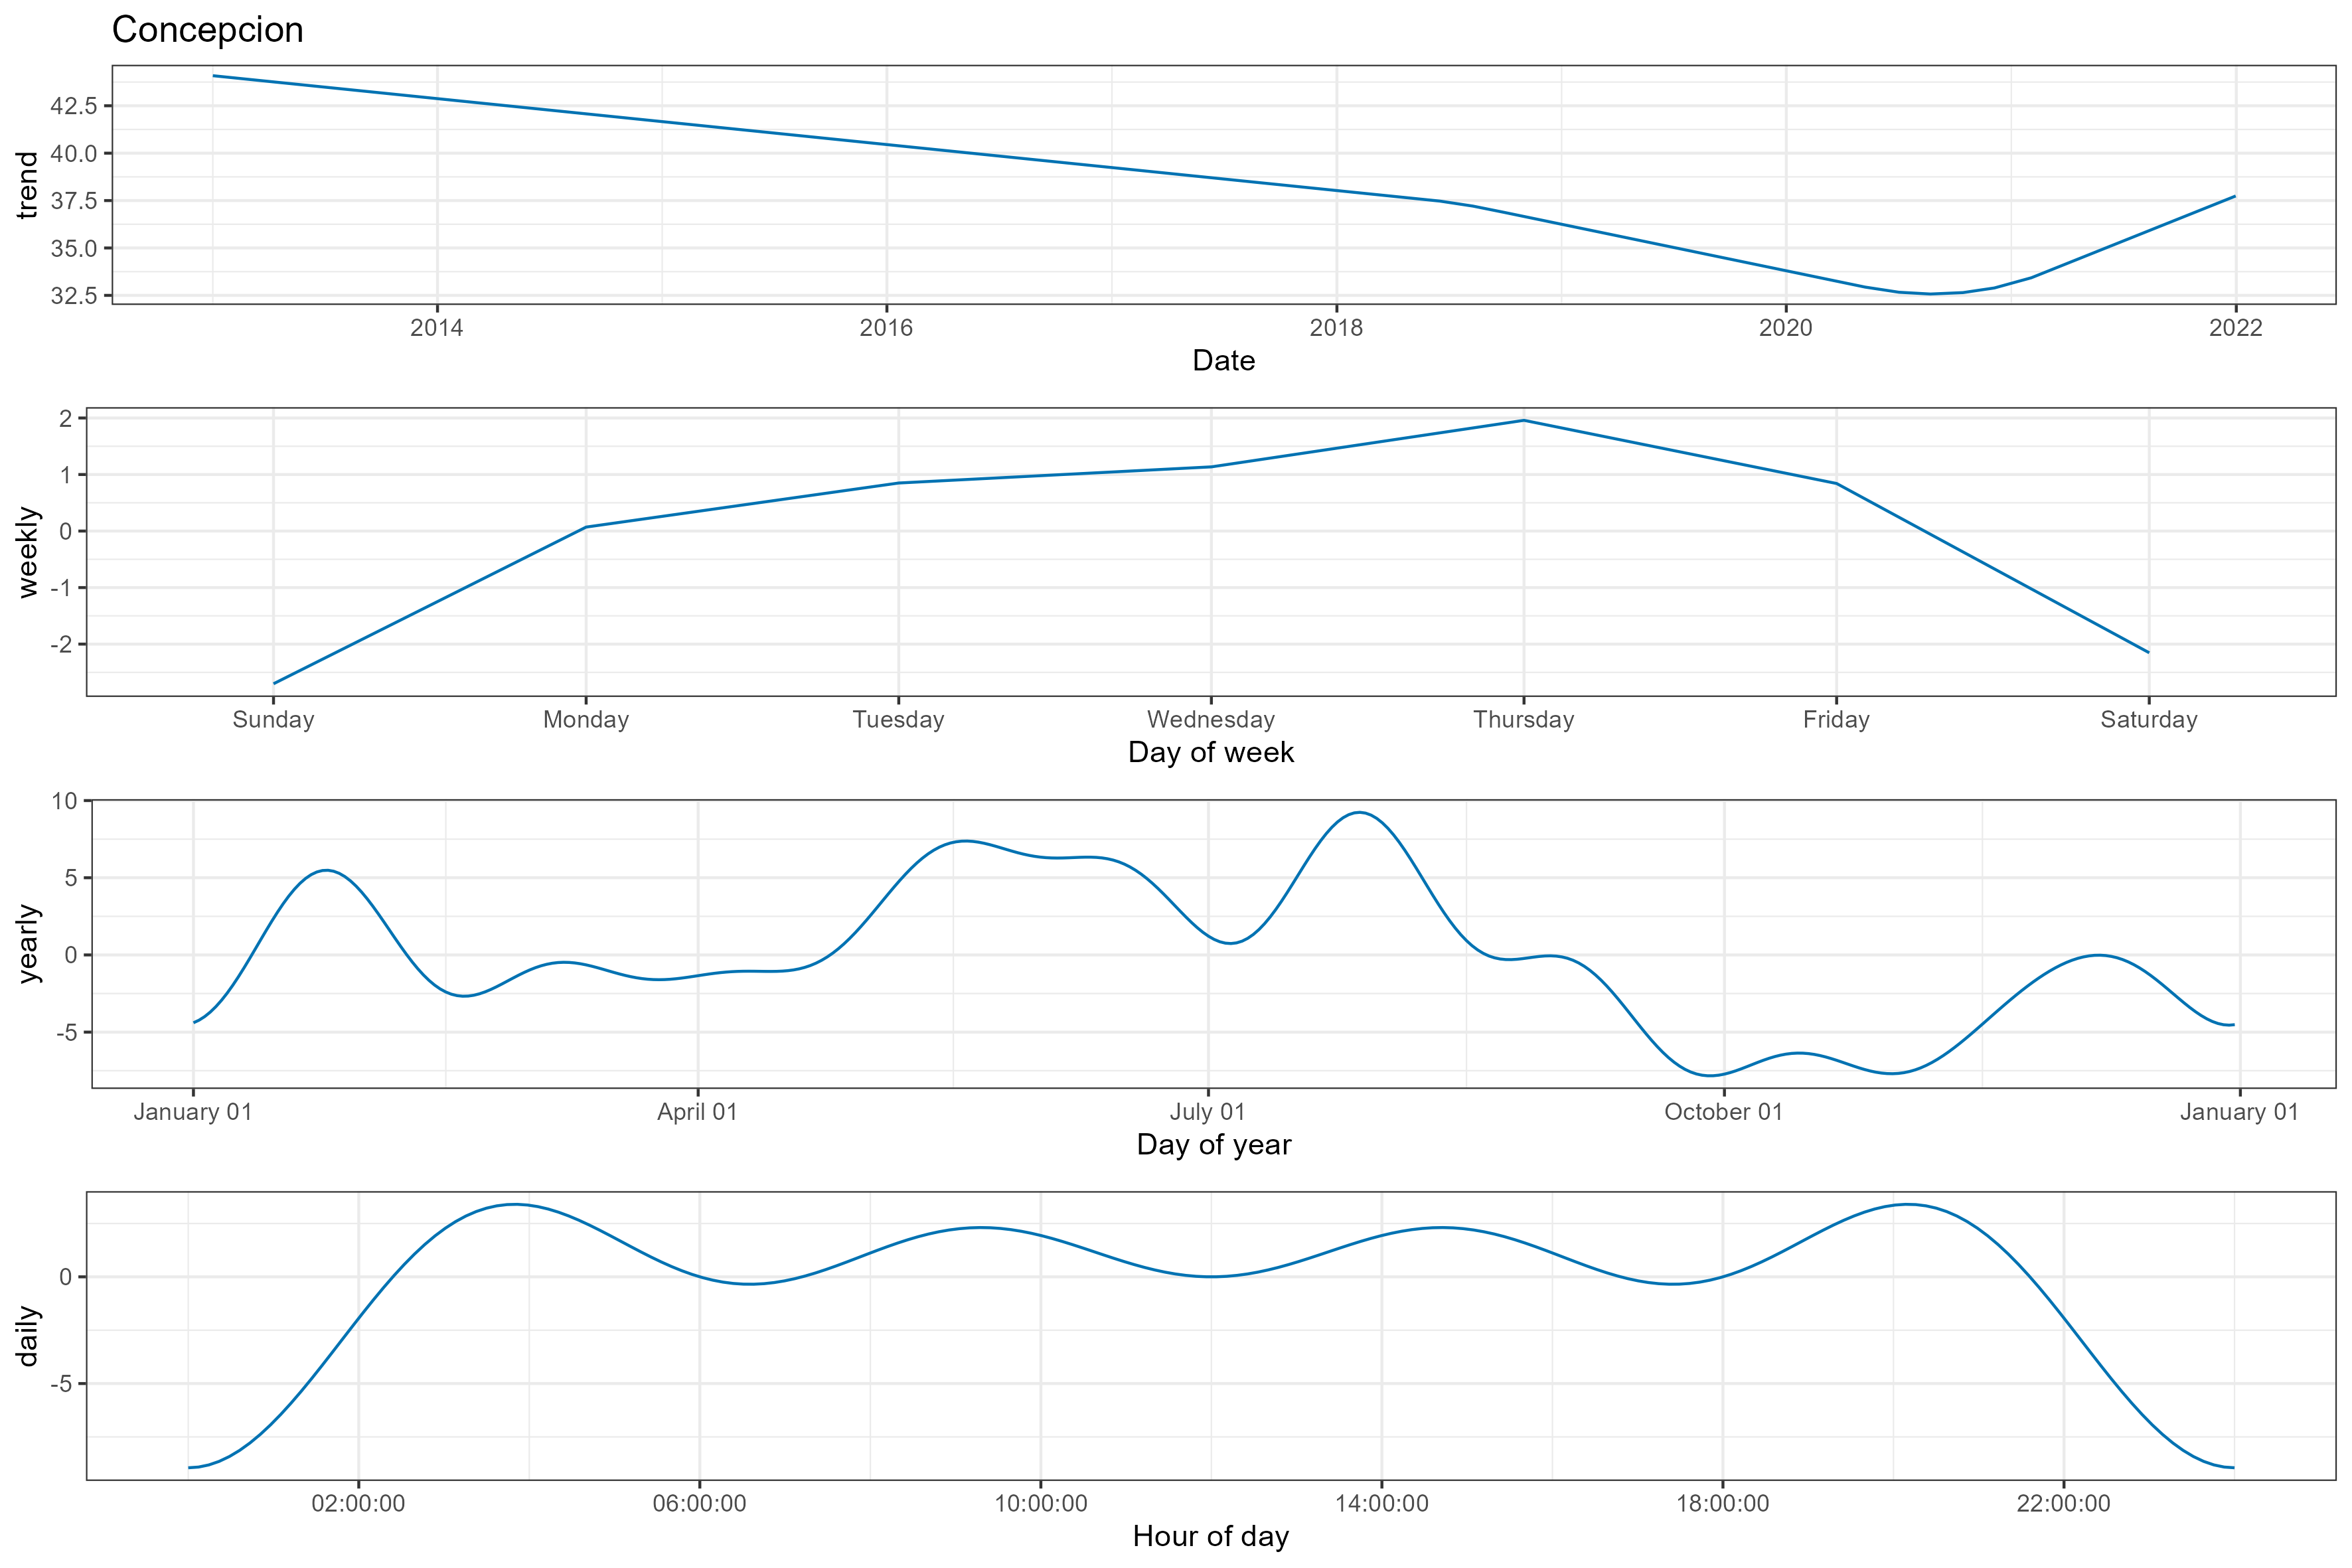 Concepcion
42.5
40.0
37.5
35.0
32.5
trend
2014 2016 2018 2020 2022
Date
2
1
0
-1
-2
weekly
Sunday Monday Tuesday Wednesday Thursday Friday Saturday
Day of week
10
5
0
-5
yearly
January 01 April 01 July 01 October 01 January 01
Day of year
0
-5
daily
02:00:00 06:00:00 10:00:00 14:00:00 18:00:00 22:00:00
Hour of day